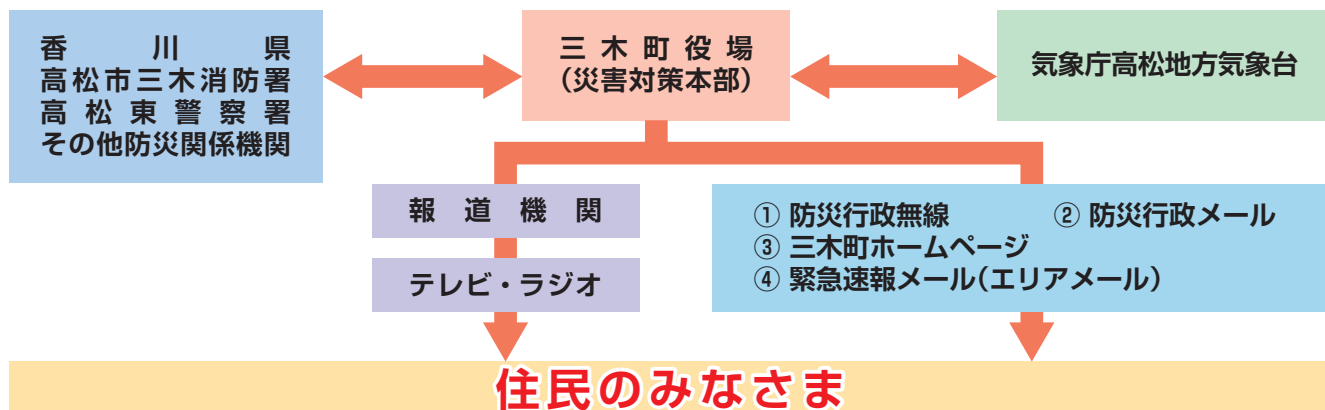 香川県
高松市三木消防署
高松東警察署
その他防災関係機関
三木町役場
(災害対策本部)
気象庁高松地方気象台
報道機関
テレビ・ラジオ
① 防災行政無線 ② 防災行政メール
③ 三木町ホームページ
④ 緊急速報メール(エリアメール)
住民のみなさま